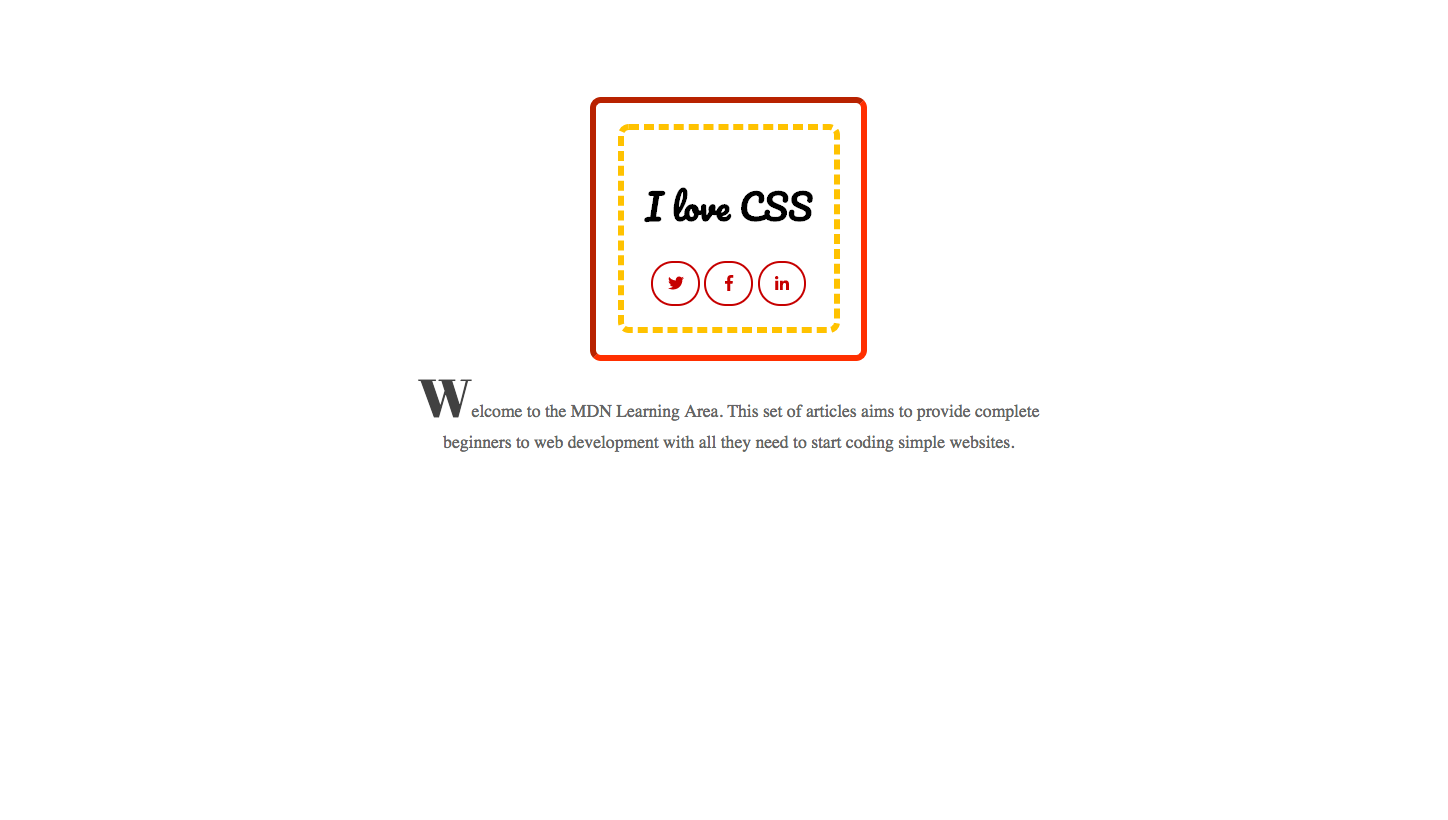 I love CSS
Welcome to the MDN Learning Area. This set of articles aims to provide complete
beginners to web development with all they need to start coding simple websites.